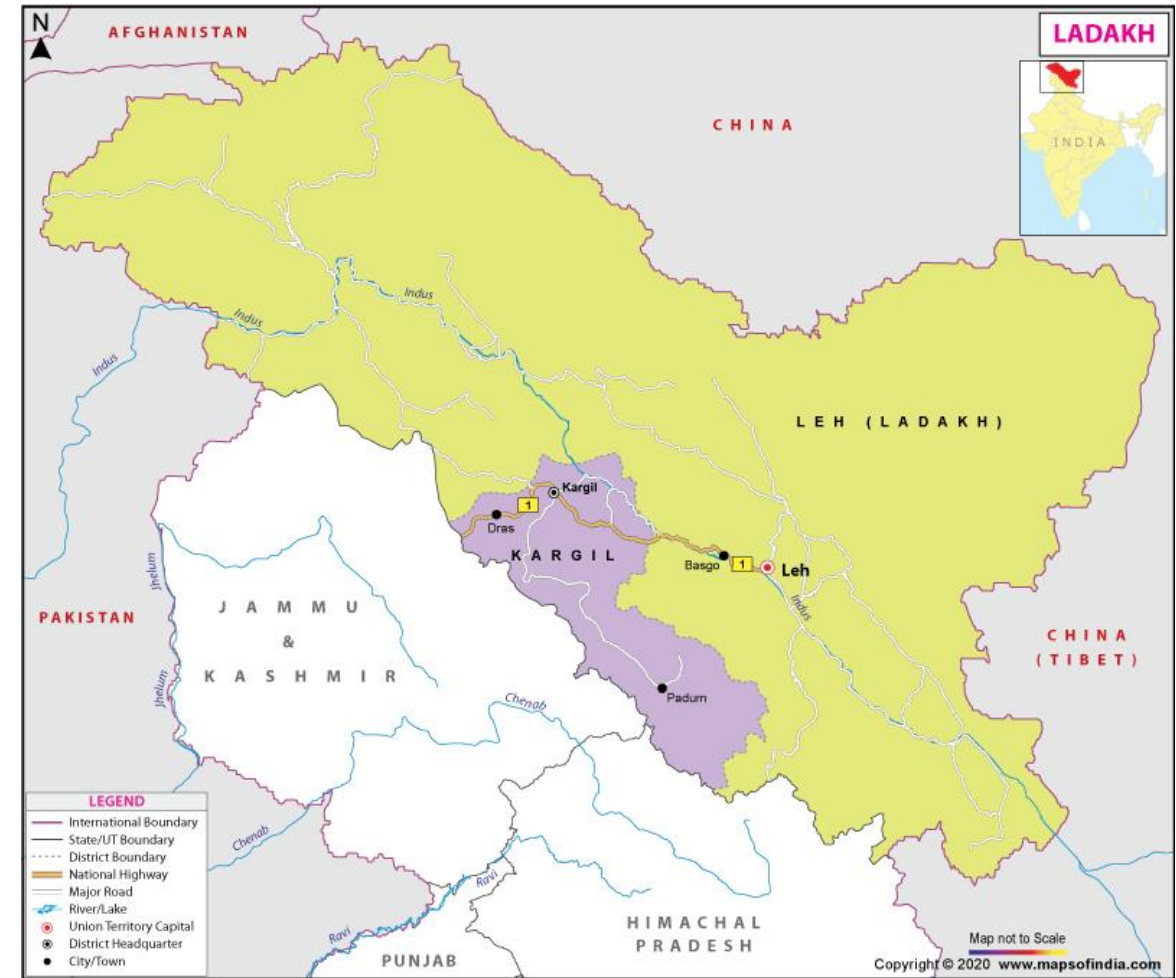 N
AFGHANISTAN
LADAKH
INDIA
CHINA
Indus
Indus
Indus
LEH (LADAKH)
Kargil
1
Dras
KARGIL
Basgo
1
Leh
Indus
Jhelum
PAKISTAN
JAMMU
&
KASHMIR
CHINA
(TIBET)
Jhelum
Padum
Chenab
LEGEND
International Boundary
State/UT Boundary
District Boundary
National Highway
Major Road
River/Lake
Union Territory Capital
District Headquarter
City/Town
Chenab
Ravi
Ravi
PUNJAB
HIMACHAL
PRADESH
Map not to Scale
Copyright © 2020 www.mapsofindia.com